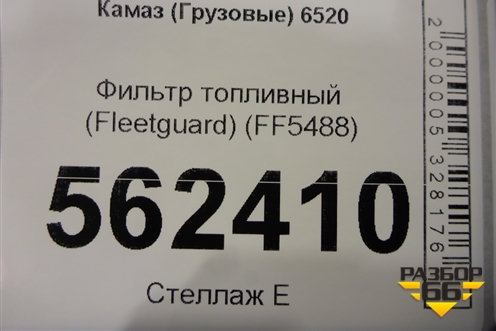 Камаз (Грузовые) 6520
Фильтр топливный
(Fleetguard) (FF5488)
562410
Стеллаж Е
2000005328176
РАЗБОР
66